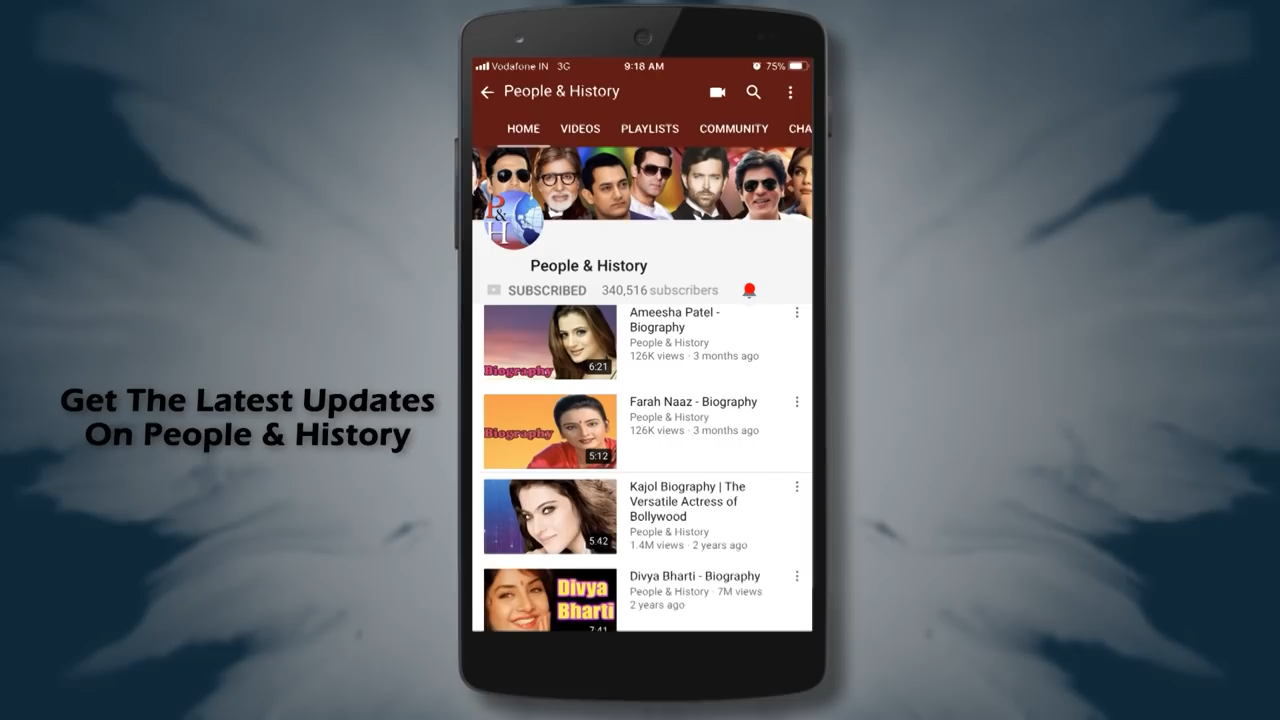 Vodafone IN 3G 9:18 AM 75%
People & History
HOME VIDEOS PLAYLISTS COMMUNITY CHA
P
&
H
People & History
SUBSCRIBED 340,516 subscribers
Ameesha Patel -
Biography
People & History
126K views · 3 months ago
Biography
6:21
Farah Naaz - Biography
People & History
126K views · 3 months ago
Biography
5:12
Kajol Biography | The
Versatile Actress of
Bollywood
People & History
1.4M views · 2 years ago
5:42
Divya Bharti - Biography
People & History · 7M views
2 years ago
Divya
Bharti
7:41
Get The Latest Updates
On People & History